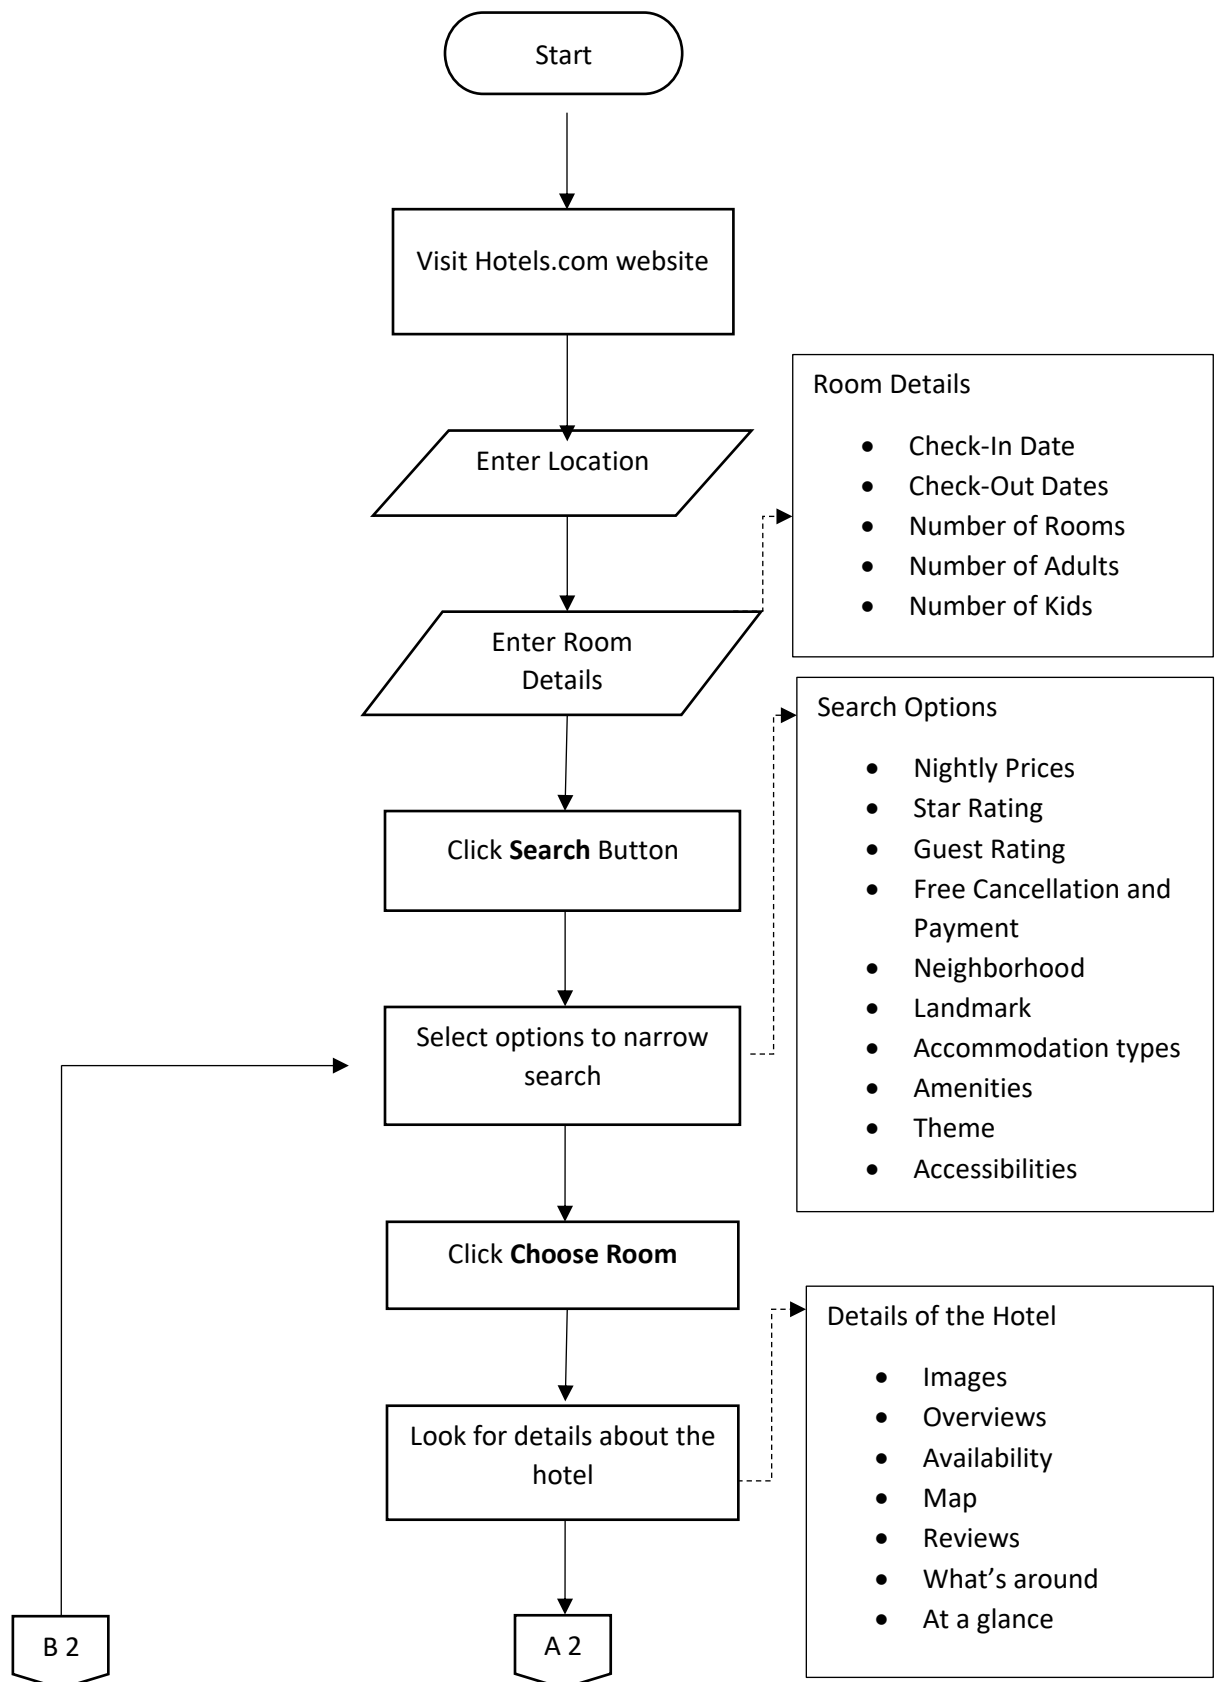 Start
Visit Hotels.com website
Enter Location
Room Details
• Check-In Date
• Check-Out Dates
• Number of Rooms
• Number of Adults
• Number of Kids
Enter Room
Details
Search Options
• Nightly Prices
• Star Rating
• Guest Rating
• Free Cancellation and
Payment
• Neighborhood
• Landmark
• Accommodation types
• Amenities
• Theme
• Accessibilities
Click Search Button
Select options to narrow
search
Click Choose Room
Look for details about the
hotel
Details of the Hotel
• Images
• Overviews
• Availability
• Map
• Reviews
• What’s around
• At a glance
B 2
A 2